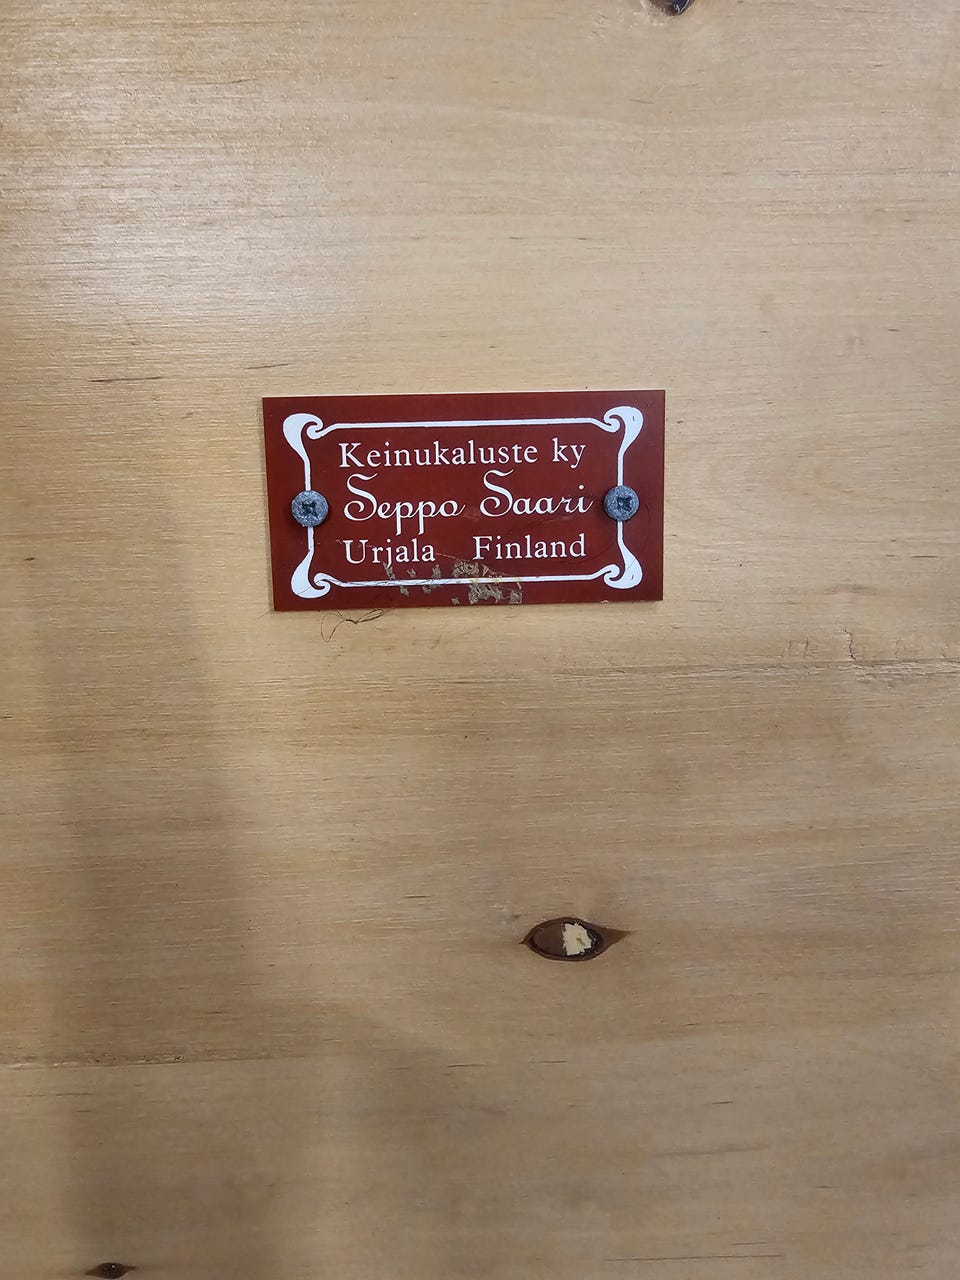 Keinukaluste ky
Seppo Saari
Urjala Finland